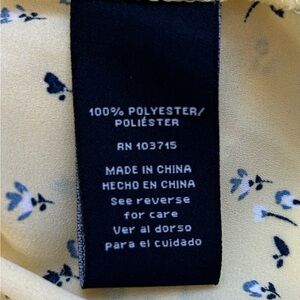 100% POLYESTER/
POLIÉSTER
RN 103715
MADE IN CHINA
HECHO EN CHINA
See reverse
for care
Ver al dorso
para el cuidado